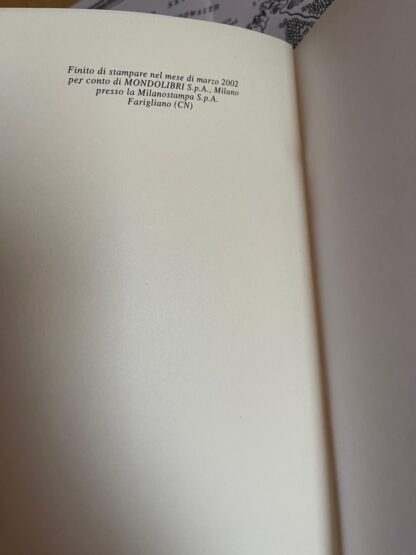 Finito di stampare nel mese di marzo 2002
per conto di MONDOLIBRI S.p.A., Milano
presso la Milanostampa S.p.A.
Farigliano (CN)